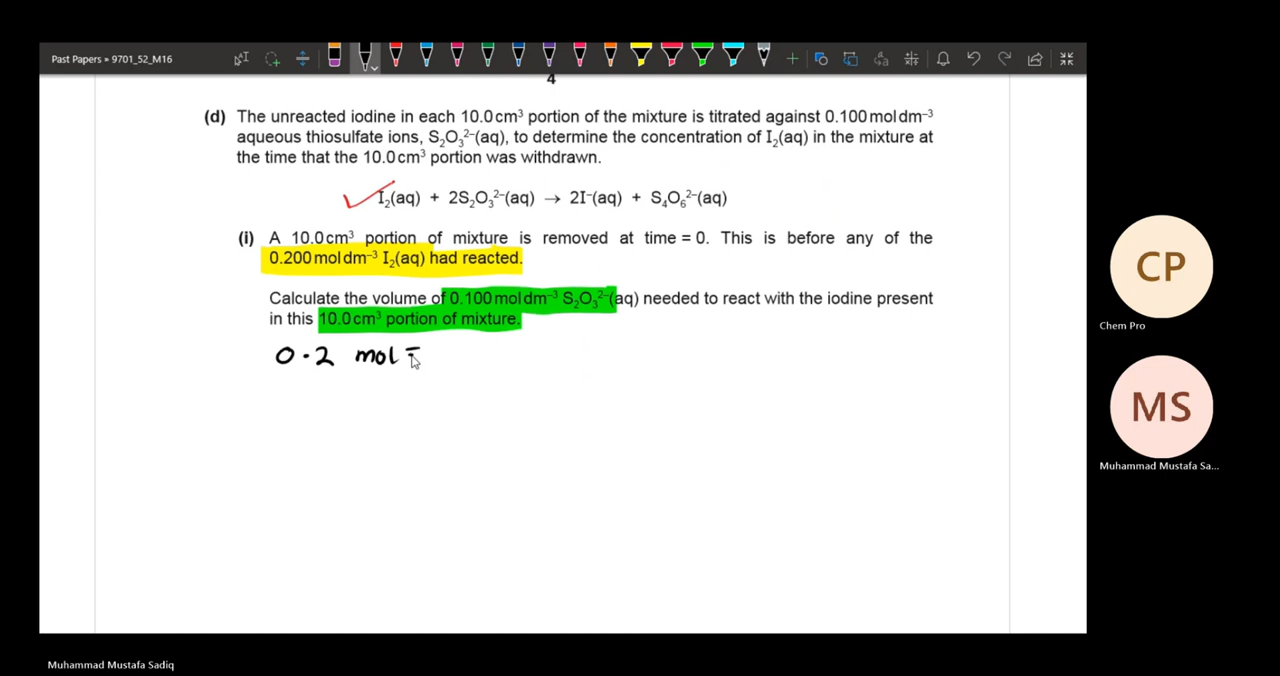 Past Papers » 9701_52_M16
4
(d) The unreacted iodine in each 10.0 cm³ portion of the mixture is titrated against 0.100 mol dm⁻³
aqueous thiosulfate ions, S₂O₃²⁻(aq), to determine the concentration of I₂(aq) in the mixture at
the time that the 10.0 cm³ portion was withdrawn.
I₂(aq) + 2S₂O₃²⁻(aq) → 2I⁻(aq) + S₄O₆²⁻(aq)
(i) A 10.0 cm³ portion of mixture is removed at time = 0. This is before any of the
0.200 mol dm⁻³ I₂(aq) had reacted.
Calculate the volume of 0.100 mol dm⁻³ S₂O₃²⁻(aq) needed to react with the iodine present
in this 10.0 cm³ portion of mixture.
0.2 mol
CP
Chem Pro
MS
Muhammad Mustafa Sa...
Muhammad Mustafa Sadiq